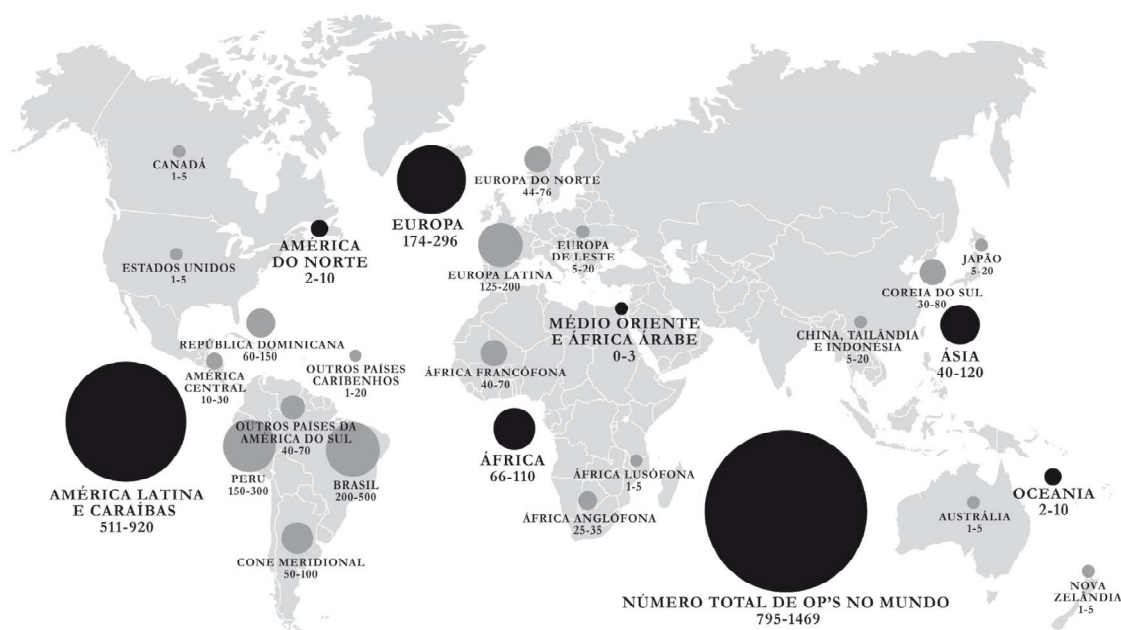 CANADÁ
1-5
ESTADOS UNIDOS
1-5
AMÉRICA
DO NORTE
2-10
EUROPA
174-296
EUROPA DO NORTE
44-76
EUROPA LATINA
125-200
EUROPA
DE LESTE
5-20
MÉDIO ORIENTE
E ÁFRICA ÁRABE
0-3
JAPÃO
5-20
COREIA DO SUL
30-80
CHINA, TAILÂNDIA
E INDONÉSIA
5-20
ÁSIA
40-120
REPÚBLICA DOMINICANA
60-150
AMÉRICA
CENTRAL
10-30
OUTROS PAÍSES
CARIBENHOS
1-20
OUTROS PAÍSES DA
AMÉRICA DO SUL
40-70
PERU
150-300
BRASIL
200-500
CONE MERIDIONAL
50-100
AMÉRICA LATINA
E CARAÍBAS
511-920
ÁFRICA FRANCÓFONA
40-70
ÁFRICA
66-110
ÁFRICA LUSÓFONA
1-5
ÁFRICA ANGLÓFONA
25-35
OCEANIA
2-10
AUSTRÁLIA
1-5
NOVA
ZELÂNDIA
1-5
NÚMERO TOTAL DE OP'S NO MUNDO
795-1469